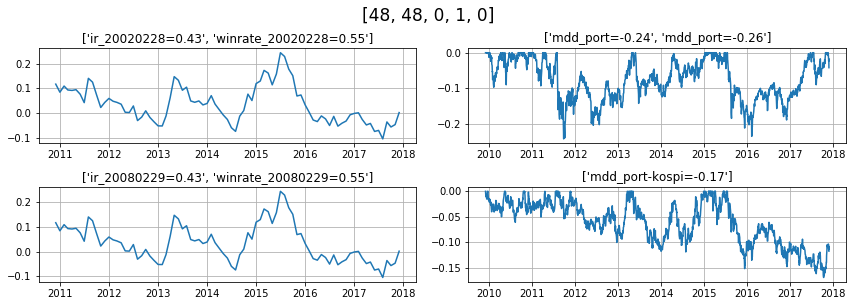 [48, 48, 0, 1, 0]
['ir_20020228=0.43', 'winrate_20020228=0.55']
0.2
0.1
0.0
−0.1
2011 2012 2013 2014 2015 2016 2017 2018
['mdd_port=-0.24', 'mdd_port=-0.26']
0.0
−0.1
−0.2
2010 2011 2012 2013 2014 2015 2016 2017 2018
['ir_20080229=0.43', 'winrate_20080229=0.55']
0.2
0.1
0.0
−0.1
2011 2012 2013 2014 2015 2016 2017 2018
['mdd_port-kospi=-0.17']
0.00
−0.05
−0.10
−0.15
2010 2011 2012 2013 2014 2015 2016 2017 2018